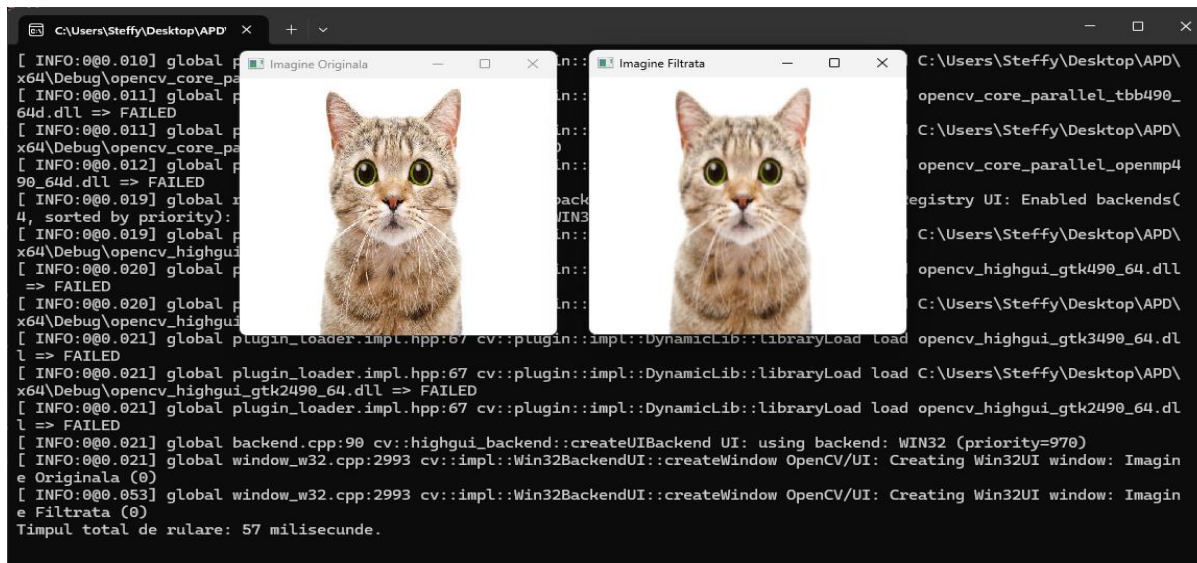 C:\Users\Steffy\Desktop\APD'
[ INFO:0@0.010] global p
Imagine Originala
in::
Imagine Filtrata
C:\Users\Steffy\Desktop\APD\
x64\Debug\opencv_core_pa
[ INFO:0@0.011] global p in:: opencv_core_parallel_tbb490_
64d.dll => FAILED
[ INFO:0@0.011] global p in:: C:\Users\Steffy\Desktop\APD\
x64\Debug\opencv_core_pa
[ INFO:0@0.012] global p in:: opencv_core_parallel_openmp4
90_64d.dll => FAILED
[ INFO:0@0.019] global r back egistry UI: Enabled backends(
4, sorted by priority): WIN3
[ INFO:0@0.019] global p in:: C:\Users\Steffy\Desktop\APD\
x64\Debug\opencv_highgui
[ INFO:0@0.020] global p in:: opencv_highgui_gtk490_64.dll
=> FAILED
[ INFO:0@0.020] global p in:: C:\Users\Steffy\Desktop\APD\
x64\Debug\opencv_highgui
[ INFO:0@0.021] global plugin_loader.impl.hpp:67 cv::plugin::impl::DynamicLib::libraryLoad load opencv_highgui_gtk3490_64.dl
l => FAILED
[ INFO:0@0.021] global plugin_loader.impl.hpp:67 cv::plugin::impl::DynamicLib::libraryLoad load C:\Users\Steffy\Desktop\APD\
x64\Debug\opencv_highgui_gtk2490_64.dll => FAILED
[ INFO:0@0.021] global plugin_loader.impl.hpp:67 cv::plugin::impl::DynamicLib::libraryLoad load opencv_highgui_gtk2490_64.dl
l => FAILED
[ INFO:0@0.021] global backend.cpp:90 cv::highgui_backend::createUIBackend UI: using backend: WIN32 (priority=970)
[ INFO:0@0.021] global window_w32.cpp:2993 cv::impl::Win32BackendUI::createWindow OpenCV/UI: Creating Win32UI window: Imagin
e Originala (0)
[ INFO:0@0.053] global window_w32.cpp:2993 cv::impl::Win32BackendUI::createWindow OpenCV/UI: Creating Win32UI window: Imagin
e Filtrata (0)
Timpul total de rulare: 57 milisecunde.